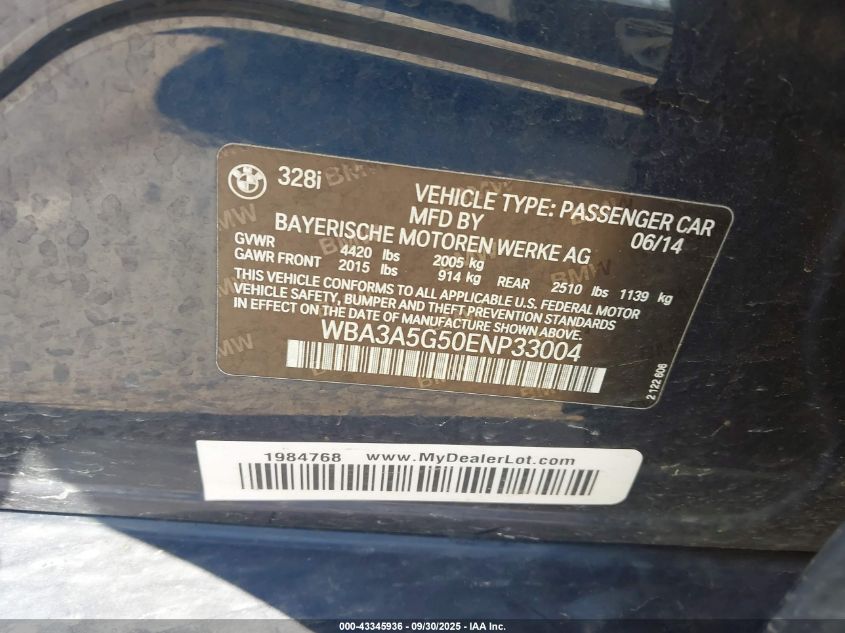 328i
VEHICLE TYPE: PASSENGER CAR
MFD BY 06/14
BAYERISCHE MOTOREN WERKE AG
GVWR 4420 lbs 2005 kg
GAWR FRONT 2015 lbs 914 kg REAR 2510 lbs 1139 kg
THIS VEHICLE CONFORMS TO ALL APPLICABLE U.S. FEDERAL MOTOR
VEHICLE SAFETY, BUMPER AND THEFT PREVENTION STANDARDS
IN EFFECT ON THE DATE OF MANUFACTURE SHOWN ABOVE.
WBA3A5G50ENP33004
2 122 606
1984768 www.MyDealerLot.com
000-43345936 - 09/30/2025 - IAA Inc.